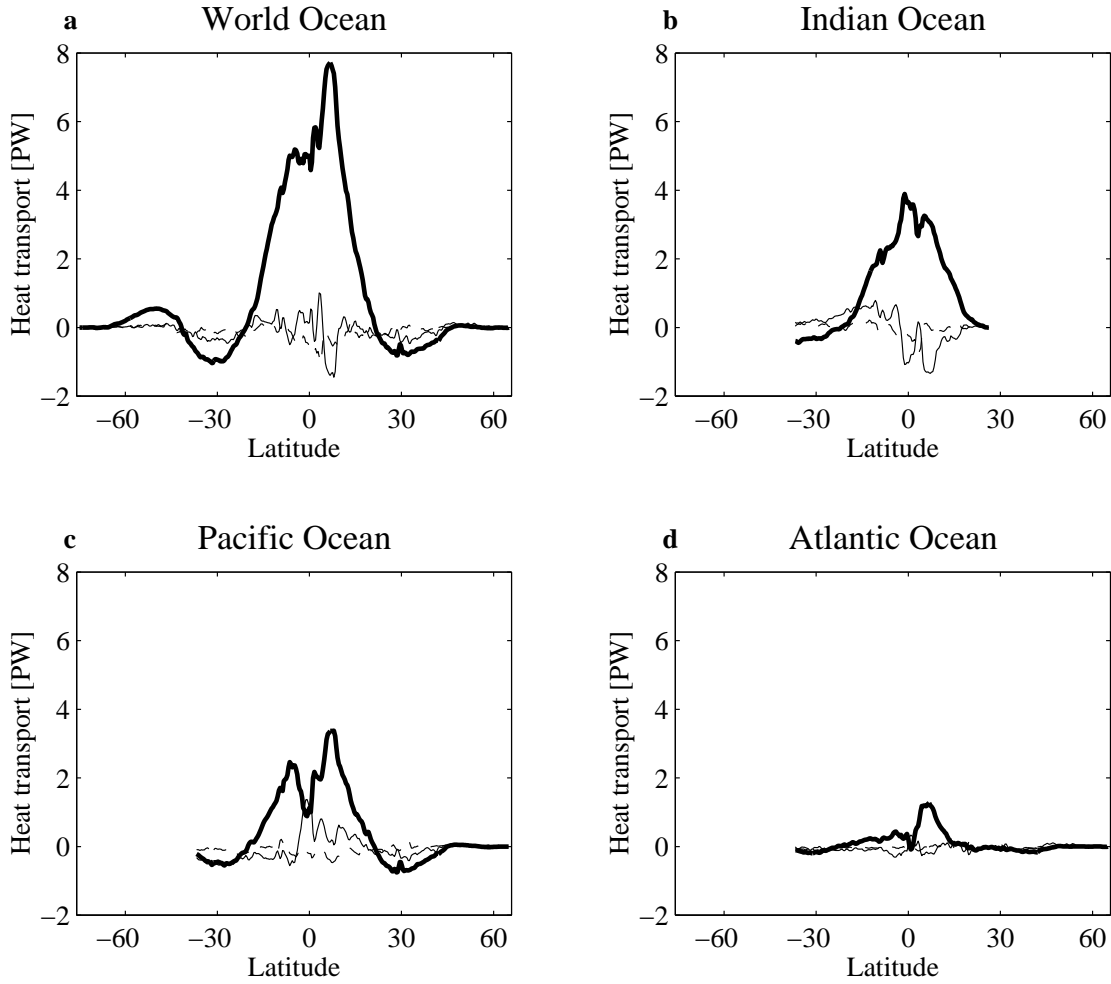 a World Ocean
Heat transport [PW]
8
6
4
2
0
−2
−60 −30 0 30 60
Latitude
b Indian Ocean
Heat transport [PW]
8
6
4
2
0
−2
−60 −30 0 30 60
Latitude
c Pacific Ocean
Heat transport [PW]
8
6
4
2
0
−2
−60 −30 0 30 60
Latitude
d Atlantic Ocean
Heat transport [PW]
8
6
4
2
0
−2
−60 −30 0 30 60
Latitude